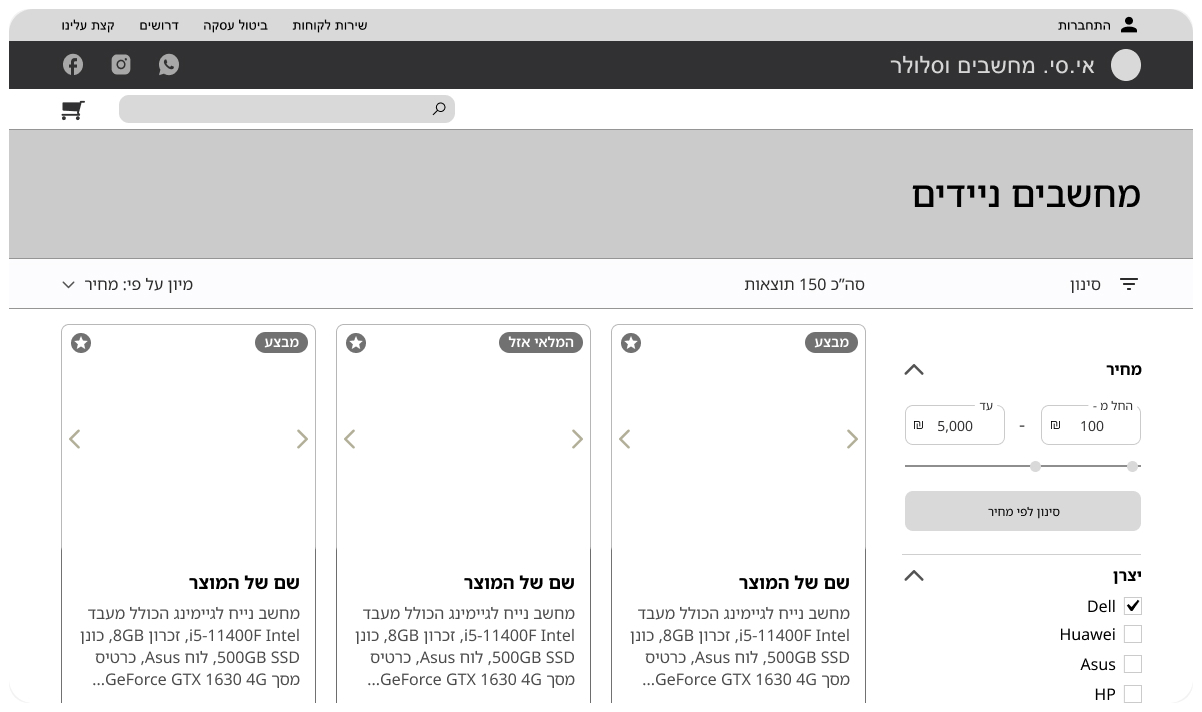 התחברות
שירות לקוחות
ביטול עסקה
דרושים
קצת עלינו
אי.סי. מחשבים וסלולר
מחשבים ניידים
סינון
סה”כ 150 תוצאות
מיון על פי: מחיר
מחיר
החל מ -
100 ₪
-
עד
5,000 ₪
סינון לפי מחיר
יצרן
Dell
Huawei
Asus
HP
מבצע
שם של המוצר
מחשב נייח לגיימינג הכולל מעבד
i5-11400F Intel, זכרון 8GB, כונן
500GB SSD, לוח Asus, כרטיס
מסך GeForce GTX 1630 4G...
המלאי אזל
שם של המוצר
מחשב נייח לגיימינג הכולל מעבד
i5-11400F Intel, זכרון 8GB, כונן
500GB SSD, לוח Asus, כרטיס
מסך GeForce GTX 1630 4G...
מבצע
שם של המוצר
מחשב נייח לגיימינג הכולל מעבד
i5-11400F Intel, זכרון 8GB, כונן
500GB SSD, לוח Asus, כרטיס
מסך GeForce GTX 1630 4G...